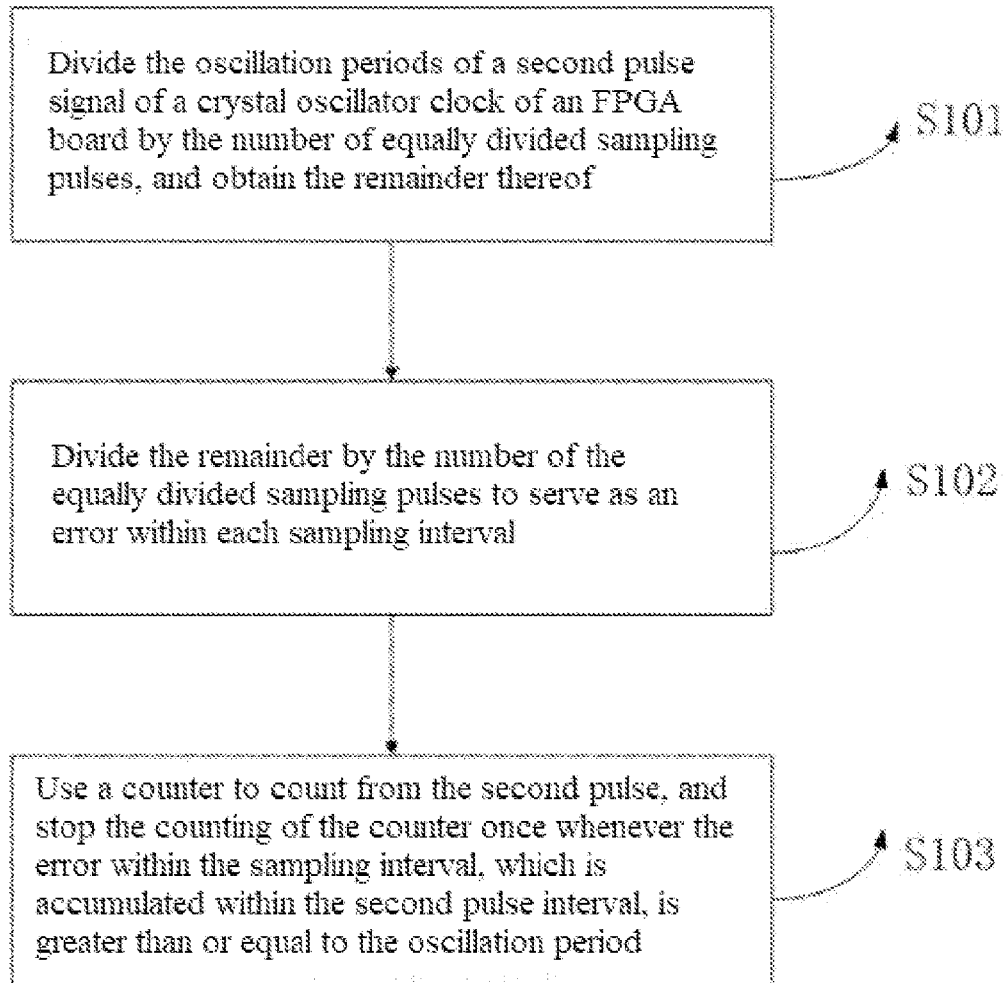 Divide the oscillation periods of a second pulse
signal of a crystal oscillator clock of an FPGA
board by the number of equally divided sampling
pulses, and obtain the remainder thereof
S101
Divide the remainder by the number of the
equally divided sampling pulses to serve as an
error within each sampling interval
S102
Use a counter to count from the second pulse, and
stop the counting of the counter once whenever the
error within the sampling interval, which is
accumulated within the second pulse interval, is
greater than or equal to the oscillation period
S103